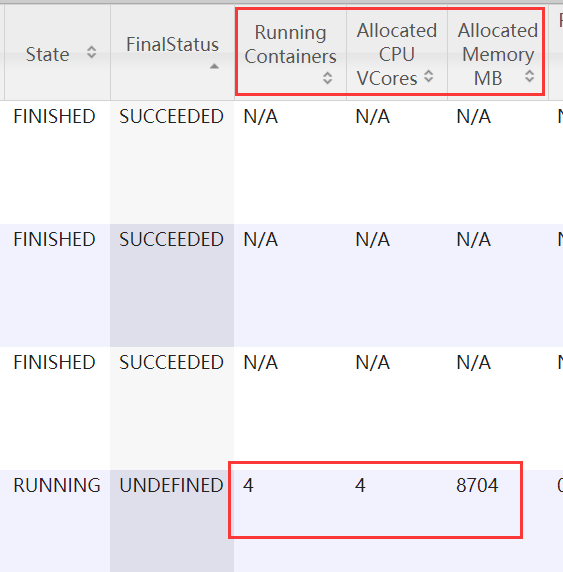 State FinalStatus Running Containers Allocated CPU VCores Allocated Memory MB
FINISHED SUCCEEDED N/A N/A N/A
FINISHED SUCCEEDED N/A N/A N/A
FINISHED SUCCEEDED N/A N/A N/A
RUNNING UNDEFINED 4 4 8704